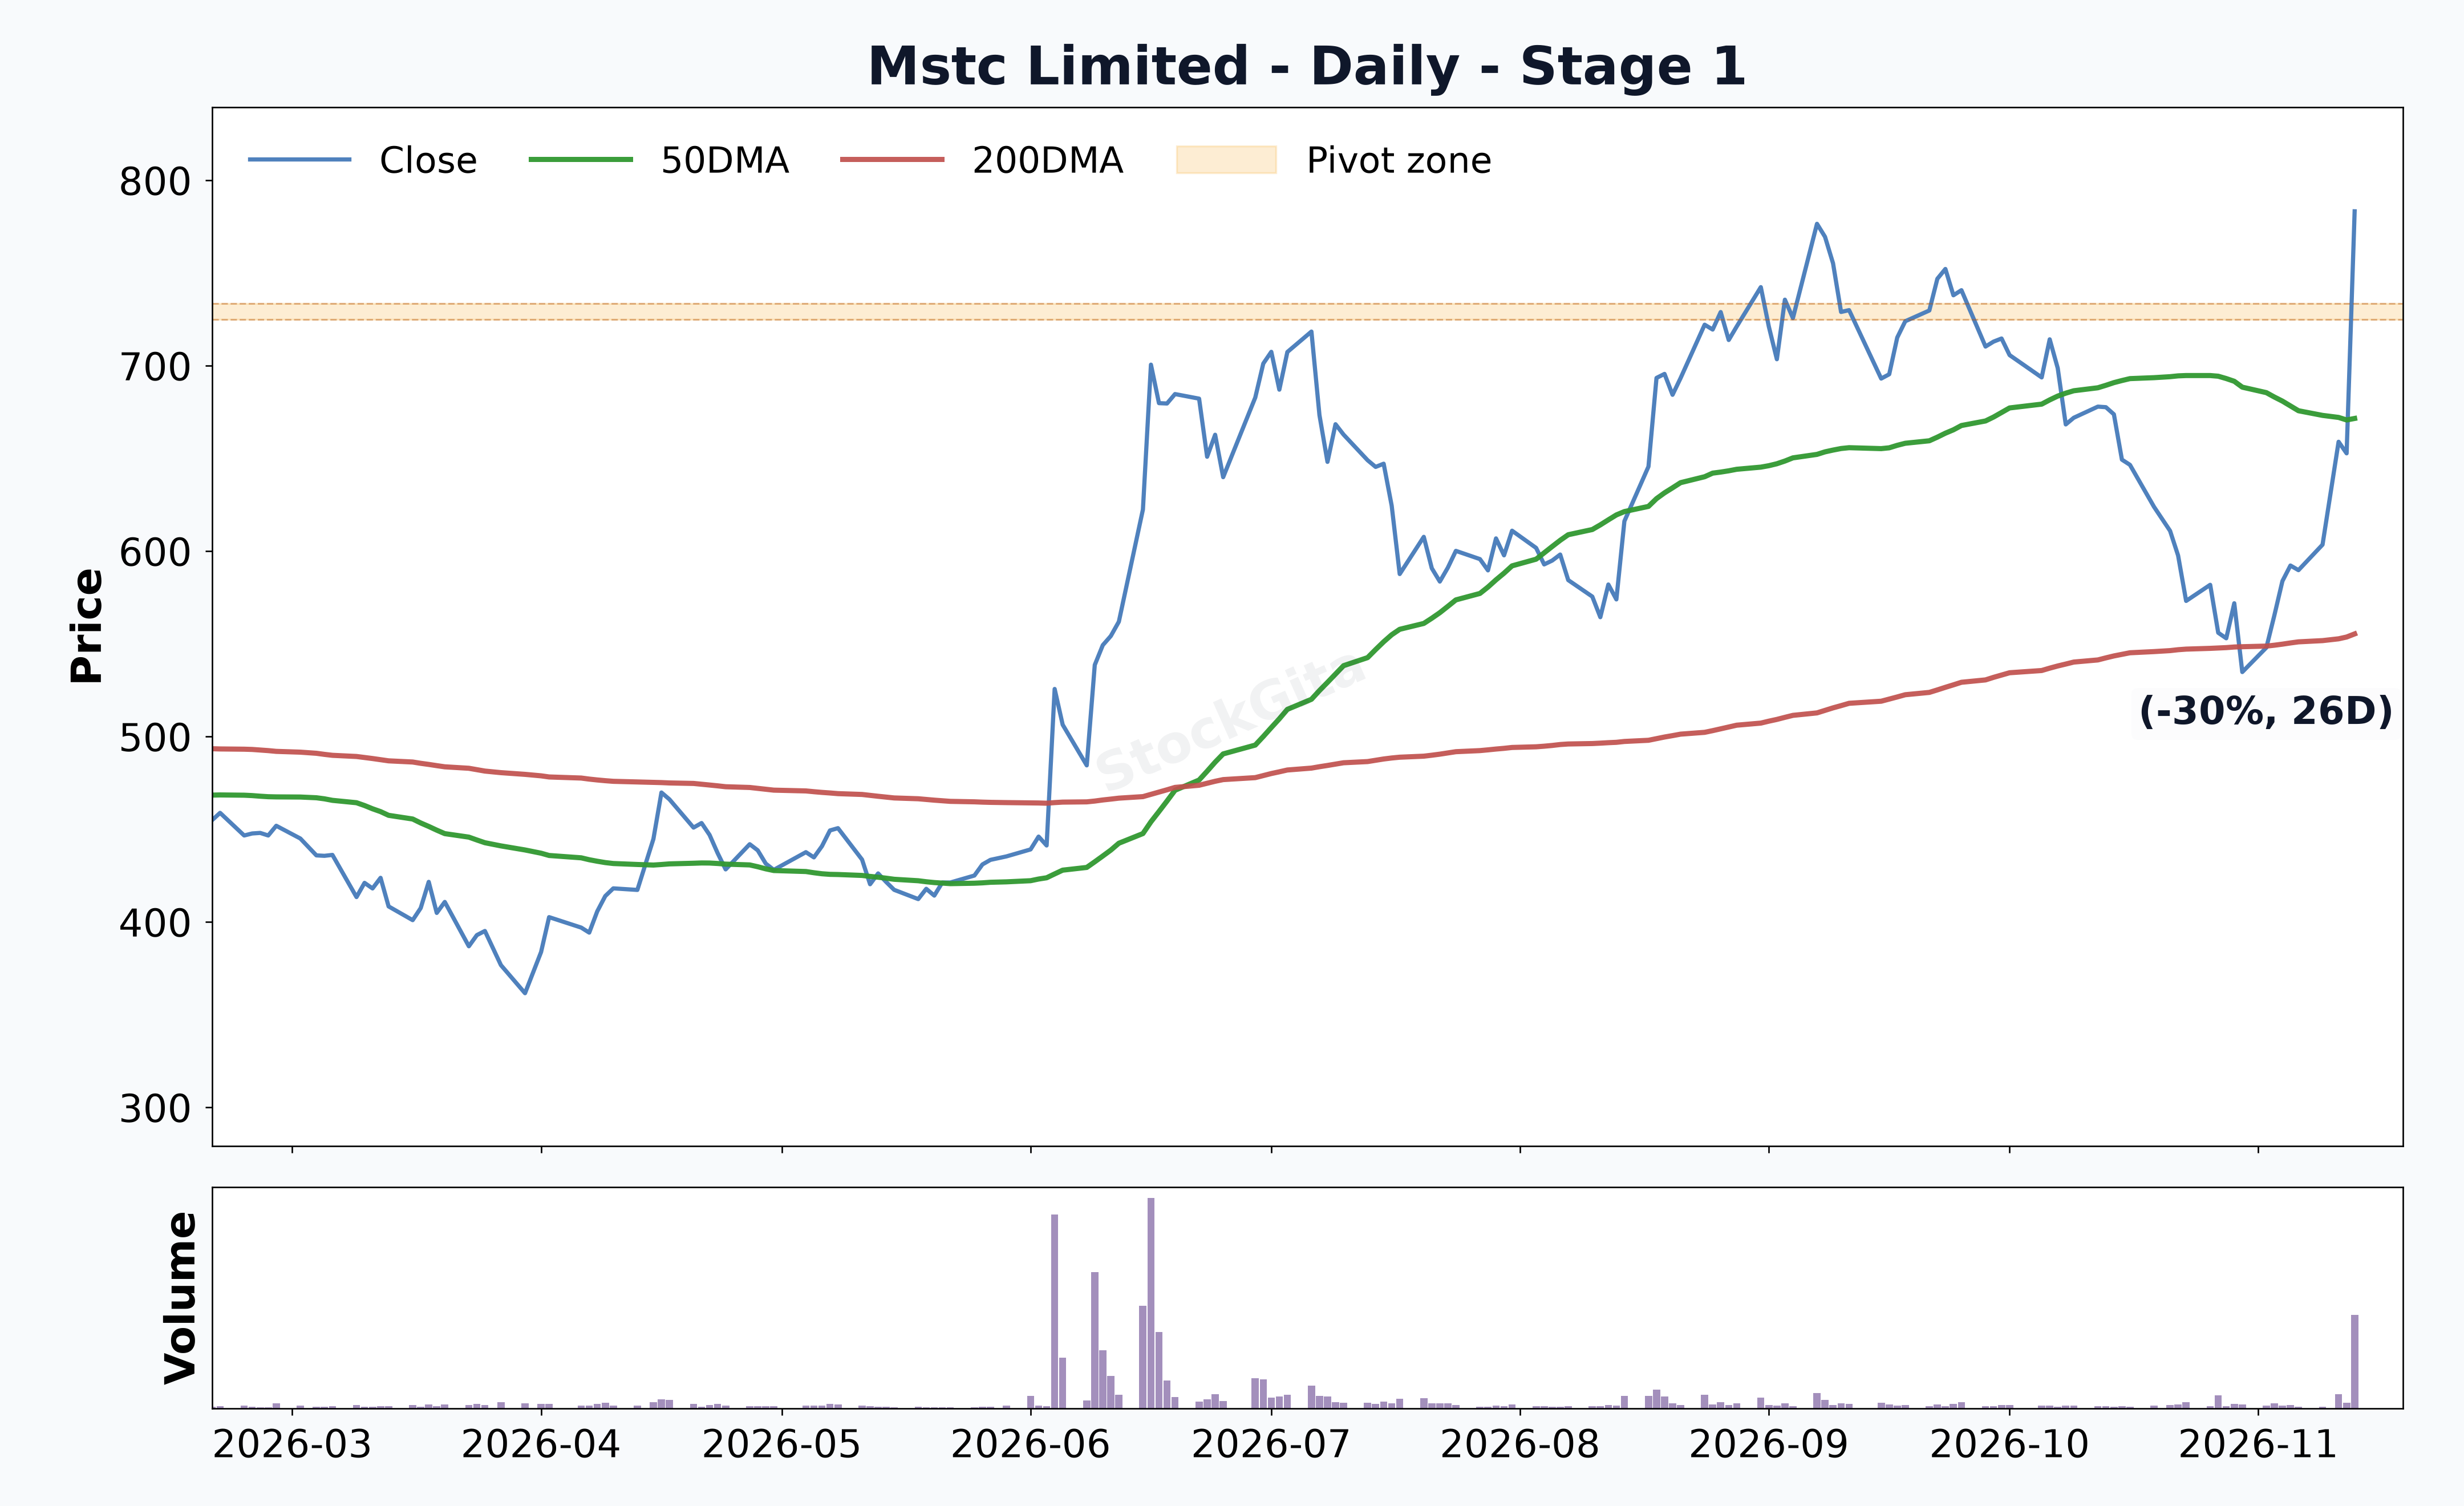 Mstc Limited - Daily - Stage 1
Close 50DMA 200DMA Pivot zone
Price
800
700
600
500
400
300
StockGita
(-30%, 26D)
Volume
2026-03 2026-04 2026-05 2026-06 2026-07 2026-08 2026-09 2026-10 2026-11